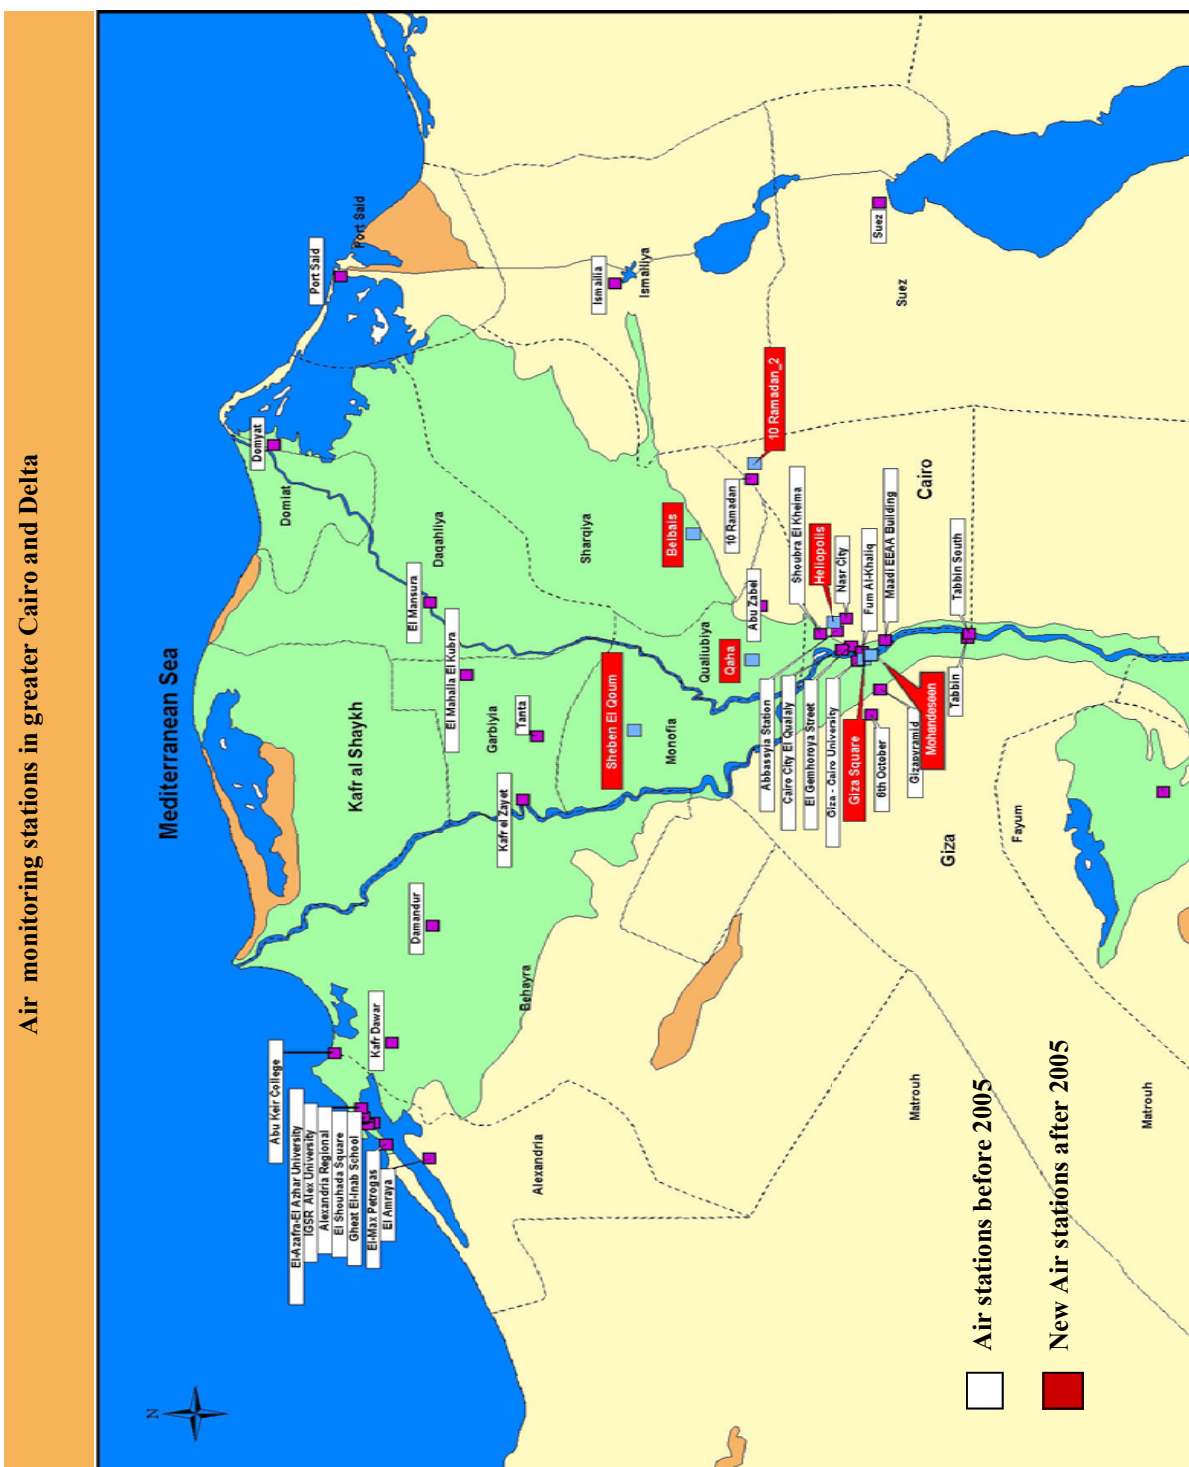 Air monitoring stations in greater Cairo and Delta
N
Mediterranean Sea
Abu Keir College
El-Azafra-El Azhar University
IGSR Alex University
Alexandria Regional
El Shouhada Square
Gheat El-Inab School
El-Max Petrogas
El Amraya
Kafr Dawar
Damandur
Kafr el Zayet
Tanta
El Mahalla El Kubra
El Mansura
Domyat
Port Said
Port Said
Ismailia
Ismailiya
Suez
Suez
Domiat
Kafr al Shaykh
Daqahliya
Garbiyia
Sharqiya
Behayra
Alexandria
Monofia
Qualiubiya
Sheben El Qoum
Qaha
Belbais
10 Ramadan_2
10 Ramadan
Abu Zabel
Shoubra El Kheima
Heliopolis
Nasr City
Fum Al-Khaliq
Maadi EEAA Building
Cairo
Tabbin South
Tabbin
Abbassyia Station
Cairo City El Qualaly
El Gemhoroya Street
Giza - Cairo University
Giza Square
6th October
Gizapyramid
Mohandeseen
Giza
Fayum
Matrouh
Matrouh
Air stations before 2005
New Air stations after 2005